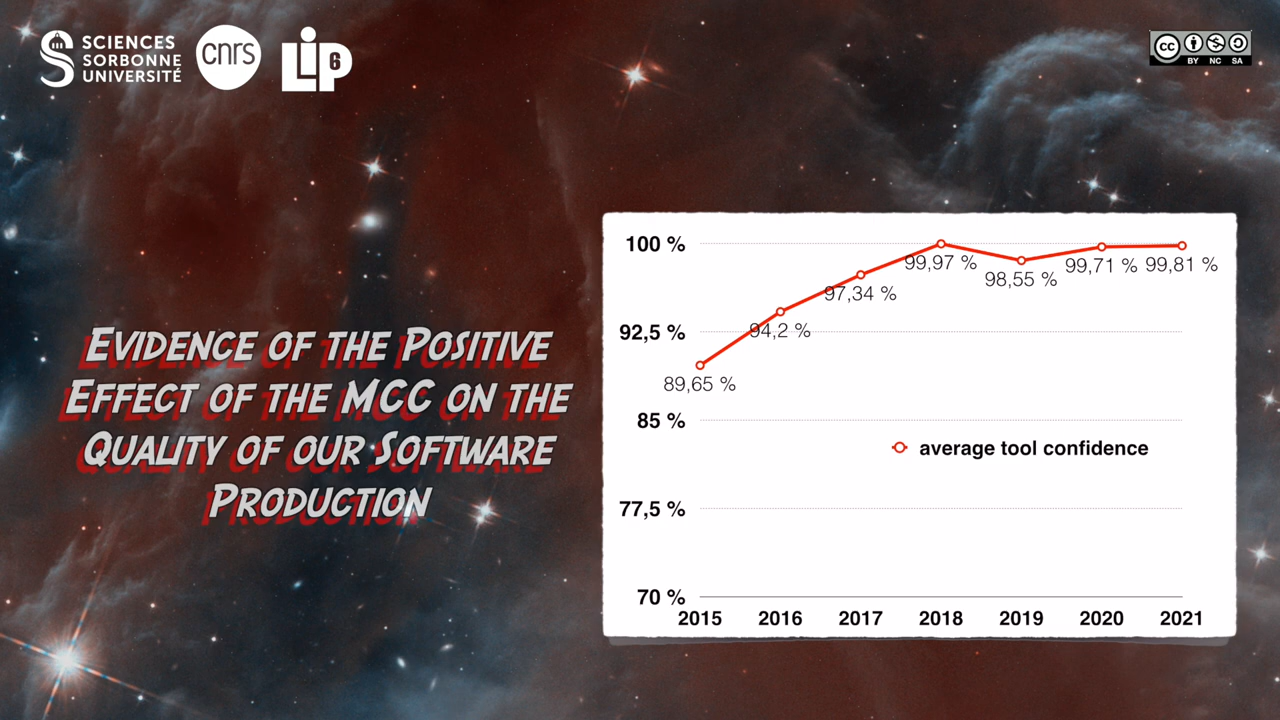 SCIENCES
SORBONNE
UNIVERSITÉ
cnrs
LIP6
cc
BY NC SA
EVIDENCE OF THE POSITIVE
EFFECT OF THE MCC ON THE
QUALITY OF OUR SOFTWARE
PRODUCTION
100 %
92,5 %
85 %
77,5 %
70 %
89,65 %
94,2 %
97,34 %
99,97 %
98,55 %
99,71 %
99,81 %
average tool confidence
2015 2016 2017 2018 2019 2020 2021